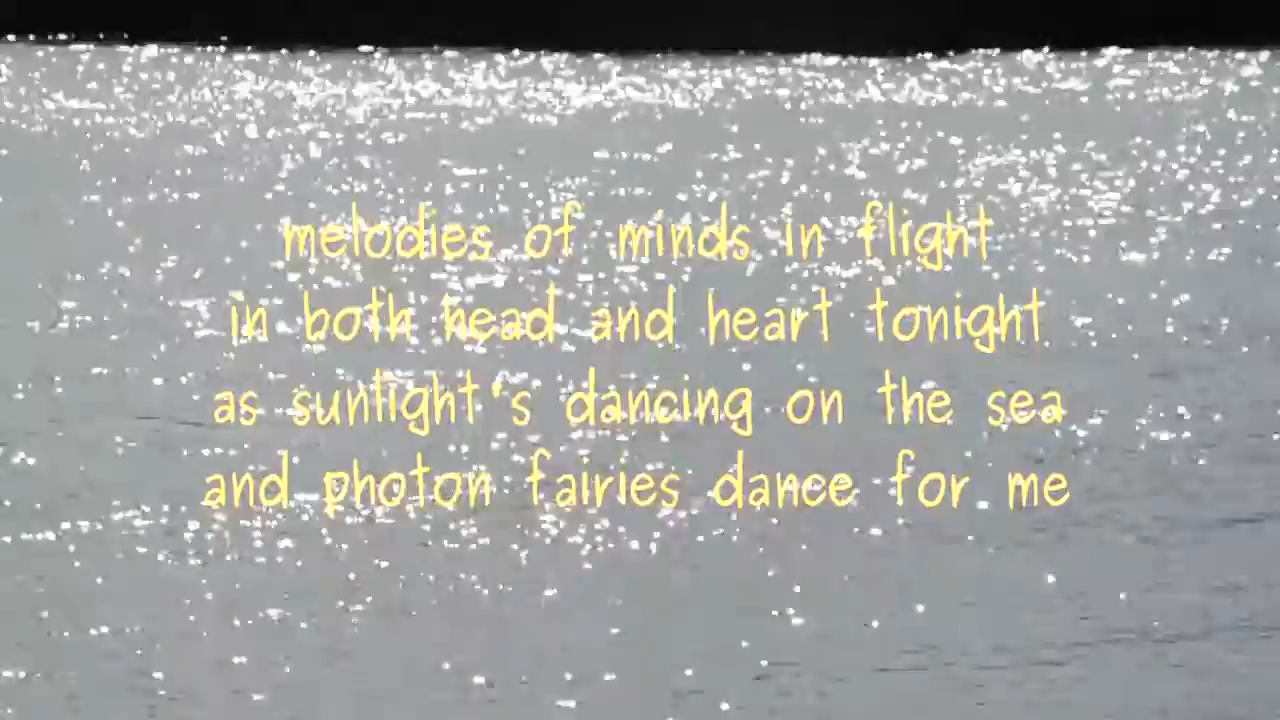 melodies of minds in flight
in both head and heart tonight
as sunlight's dancing on the sea
and photon fairies dance for me